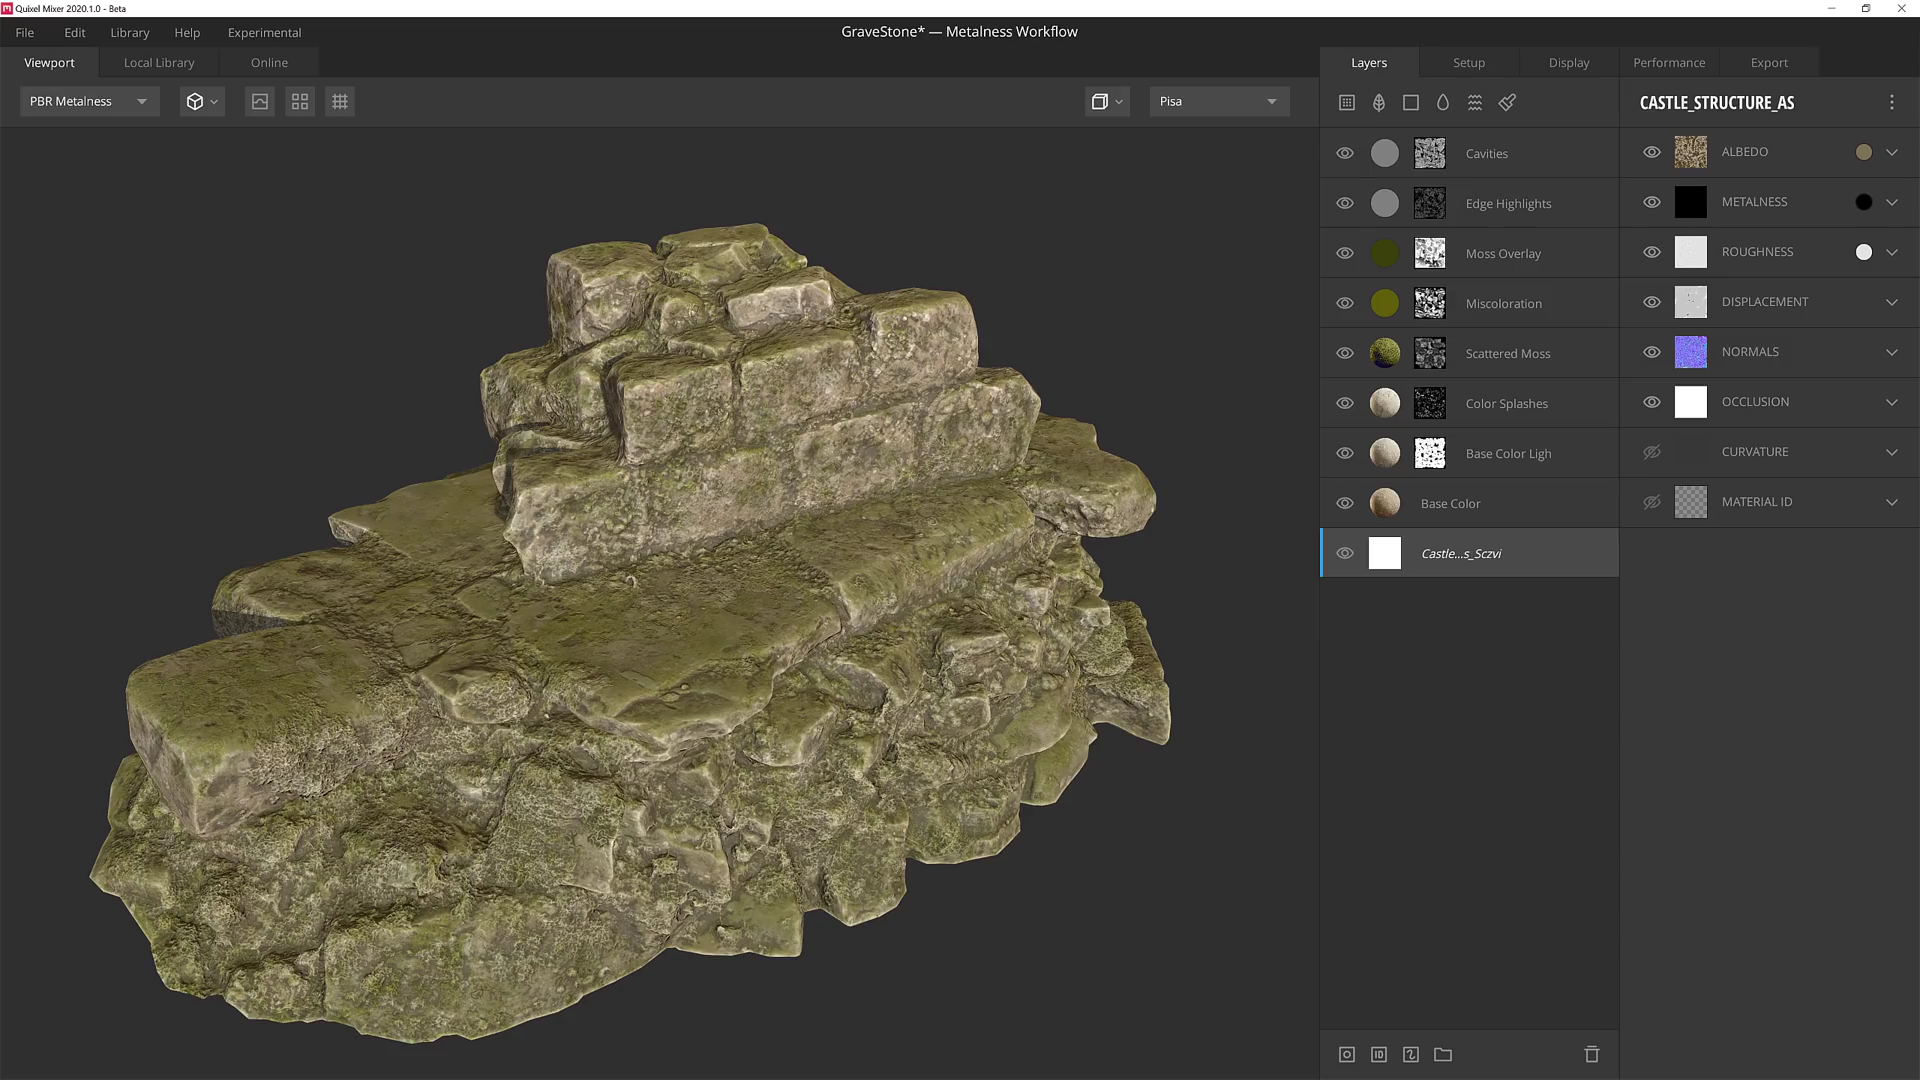 Quixel Mixer 2020.1.0 - Beta
File Edit Library Help Experimental
GraveStone* — Metalness Workflow
Viewport Local Library Online
Layers Setup Display Performance Export
PBR Metalness
Pisa
CASTLE_STRUCTURE_AS
Cavities
Edge Highlights
Moss Overlay
Miscoloration
Scattered Moss
Color Splashes
Base Color Ligh
Base Color
Castle...s_Sczvi
ALBEDO
METALNESS
ROUGHNESS
DISPLACEMENT
NORMALS
OCCLUSION
CURVATURE
MATERIAL ID
ID